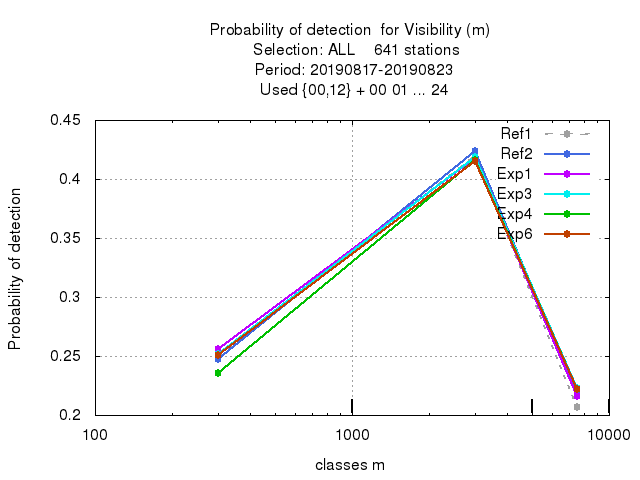 Probability of detection  for Visibility (m)
Selection: ALL    641 stations
Period: 20190817-20190823
Used {00,12} + 00 01 ... 24
0.45
0.4
0.35
0.3
0.25
0.2
Probability of detection
Ref1
Ref2
Exp1
Exp3
Exp4
Exp6
100
1000
10000
classes m